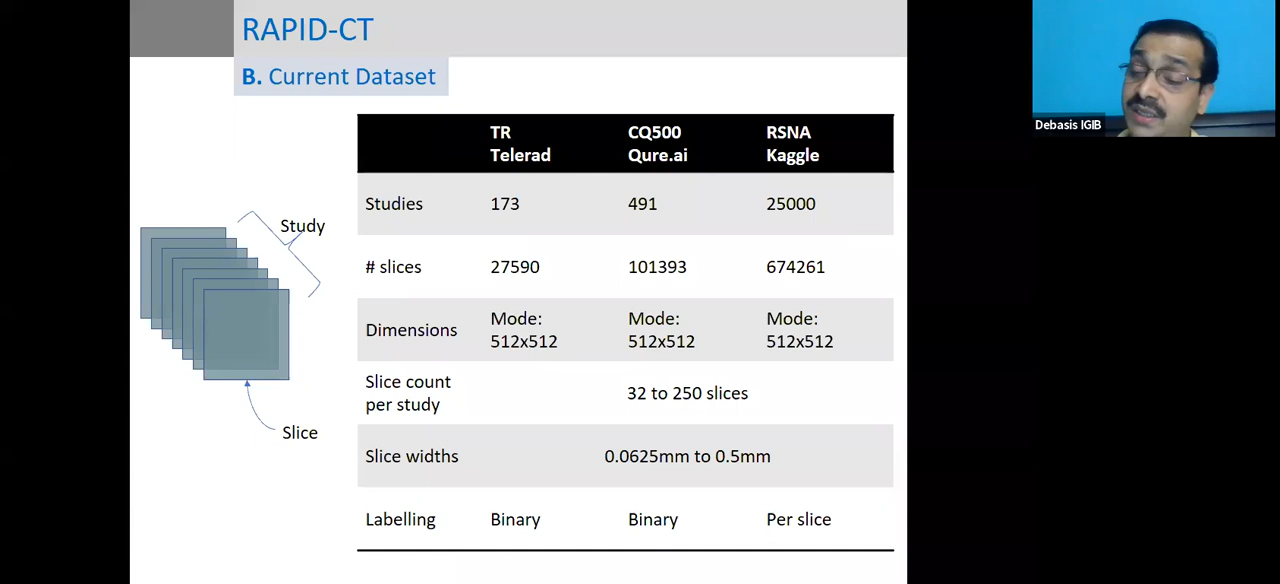 RAPID-CT
B. Current Dataset
Debasis IGIB
TR CQ500 RSNA
Telerad Qure.ai Kaggle
Studies 173 491 25000
Study
# slices 27590 101393 674261
Dimensions Mode: Mode: Mode:
512x512 512x512 512x512
Slice count
per study 32 to 250 slices
Slice
Slice widths 0.0625mm to 0.5mm
Labelling Binary Binary Per slice